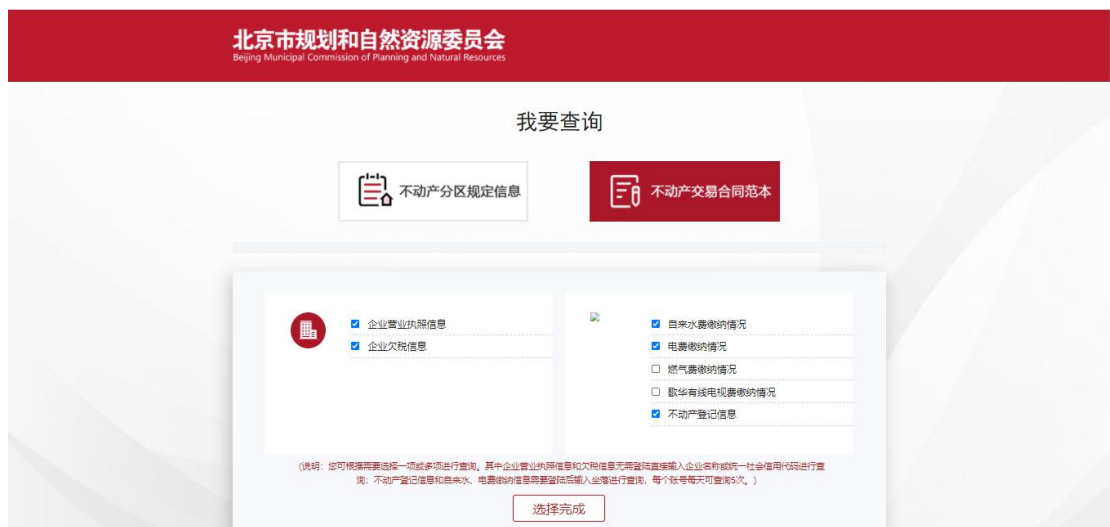 北京市规划和自然资源委员会
Beijing Municipal Commission of Planning and Natural Resources
我要查询
不动产分区规定信息
不动产交易合同范本
企业营业执照信息
企业欠税信息
自来水费缴纳情况
电费缴纳情况
燃气费缴纳情况
歌华有线电视费缴纳情况
不动产登记信息
(说明：您可根据需要选择一项或多项进行查询。其中企业营业执照信息和欠税信息无需登陆直接输入企业名称或统一社会信用代码进行查
询；不动产登记信息和自来水、电费缴纳信息需要登陆后输入坐落进行查询，每个账号每天可查询5次。)
选择完成